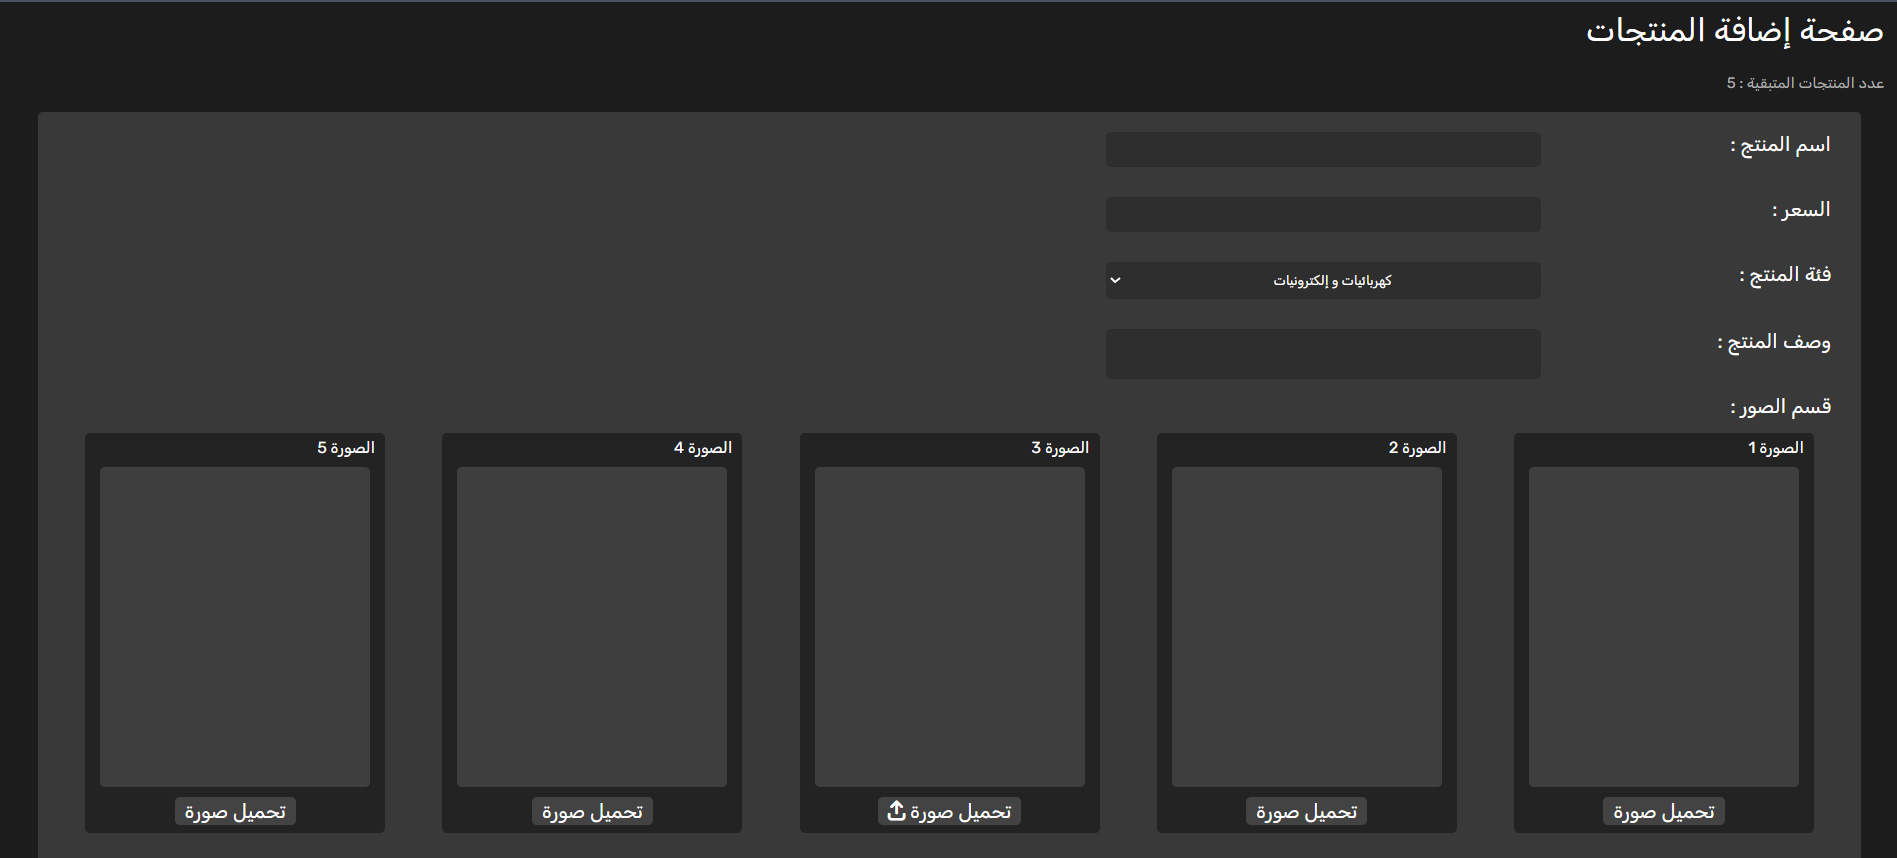 صفحة إضافة المنتجات
عدد المنتجات المتبقية : 5
اسم المنتج :
السعر :
فئة المنتج :
كهربائيات و إلكترونيات
وصف المنتج :
قسم الصور :
الصورة 1
الصورة 2
الصورة 3
الصورة 4
الصورة 5
تحميل صورة
تحميل صورة
تحميل صورة
تحميل صورة
تحميل صورة